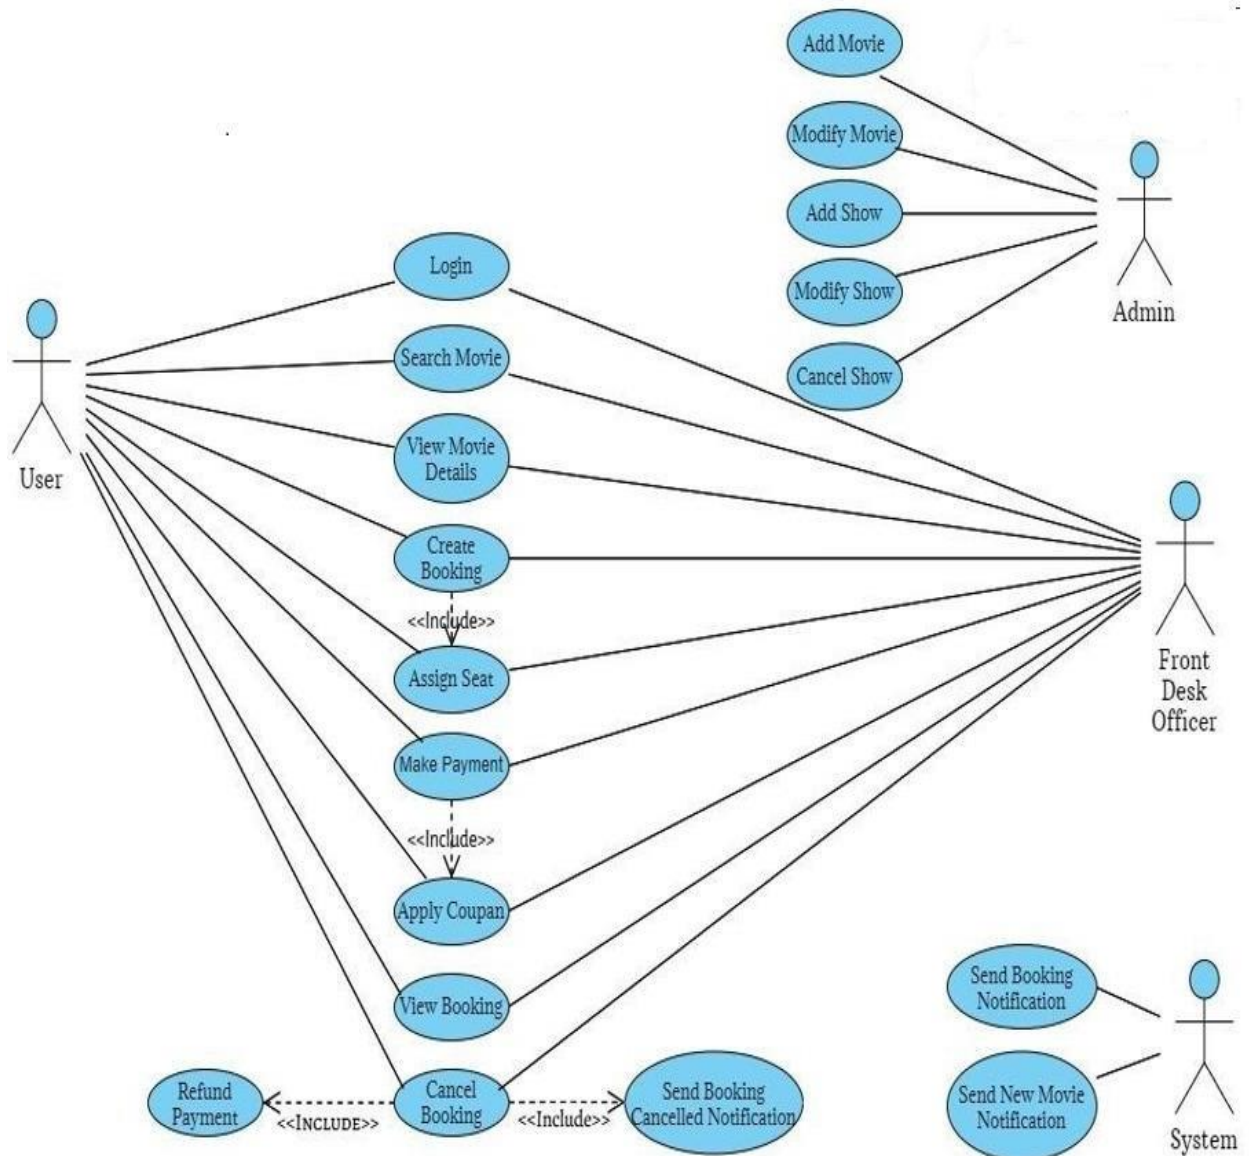 Add Movie
Modify Movie
Add Show
Modify Show
Cancel Show
Admin
Login
Search Movie
View Movie
Details
Create
Booking
<<Include>>
Assign Seat
Make Payment
<<Include>>
Apply Coupan
View Booking
Cancel
Booking
User
Front
Desk
Officer
Refund
Payment
<<INCLUDE>>
<<Include>>
Send Booking
Cancelled Notification
Send Booking
Notification
Send New Movie
Notification
System